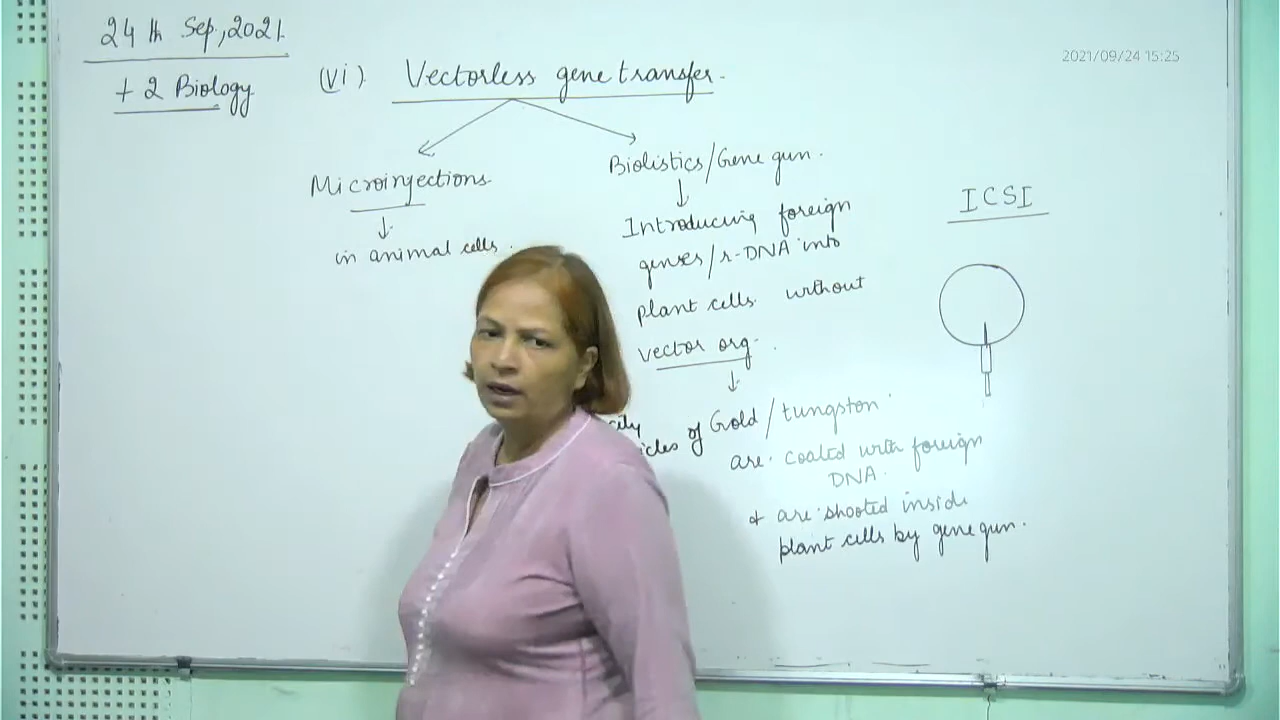 24th Sep, 2021.
+2 Biology
(vi). Vectorless gene transfer.
Microinjections
in animal cells.
Biolistics/Gene gun.
Introducing foreign
genes/r-DNA into
plant cells without
vector org.
of Gold/tungston
are coated with foreign
DNA.
& are shooted inside
plant cells by gene gun.
ICSI
2021/09/24 15:25